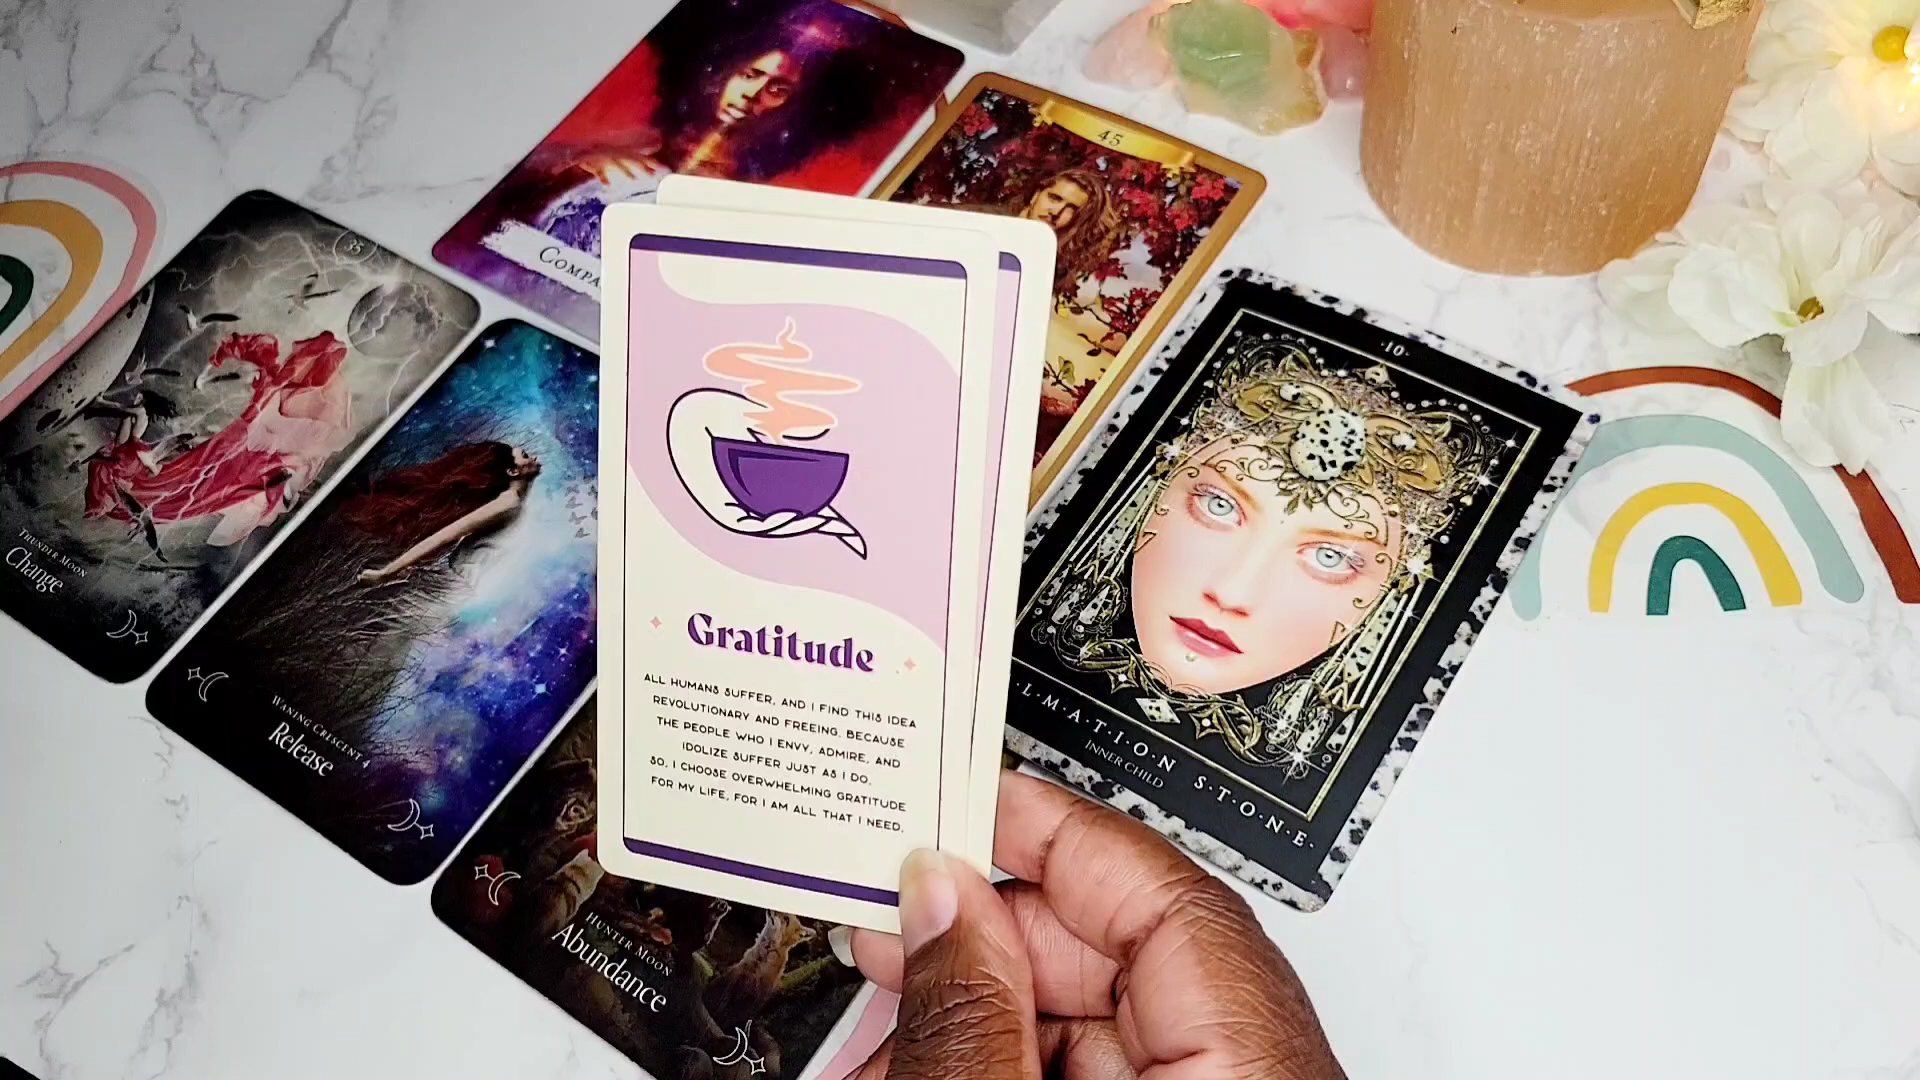 45
35
COMPA
·10·
THUNDER MOON
Change
WANING CRESCENT 4
Release
HUNTER MOON
Abundance
Gratitude
ALL HUMANS SUFFER, AND I FIND THIS IDEA
REVOLUTIONARY AND FREEING. BECAUSE
THE PEOPLE WHO I ENVY, ADMIRE, AND
IDOLIZE SUFFER JUST AS I DO.
SO, I CHOOSE OVERWHELMING GRATITUDE
FOR MY LIFE, FOR I AM ALL THAT I NEED.
·L·M·A·T·I·O·N S·T·O·N·E·
INNER CHILD